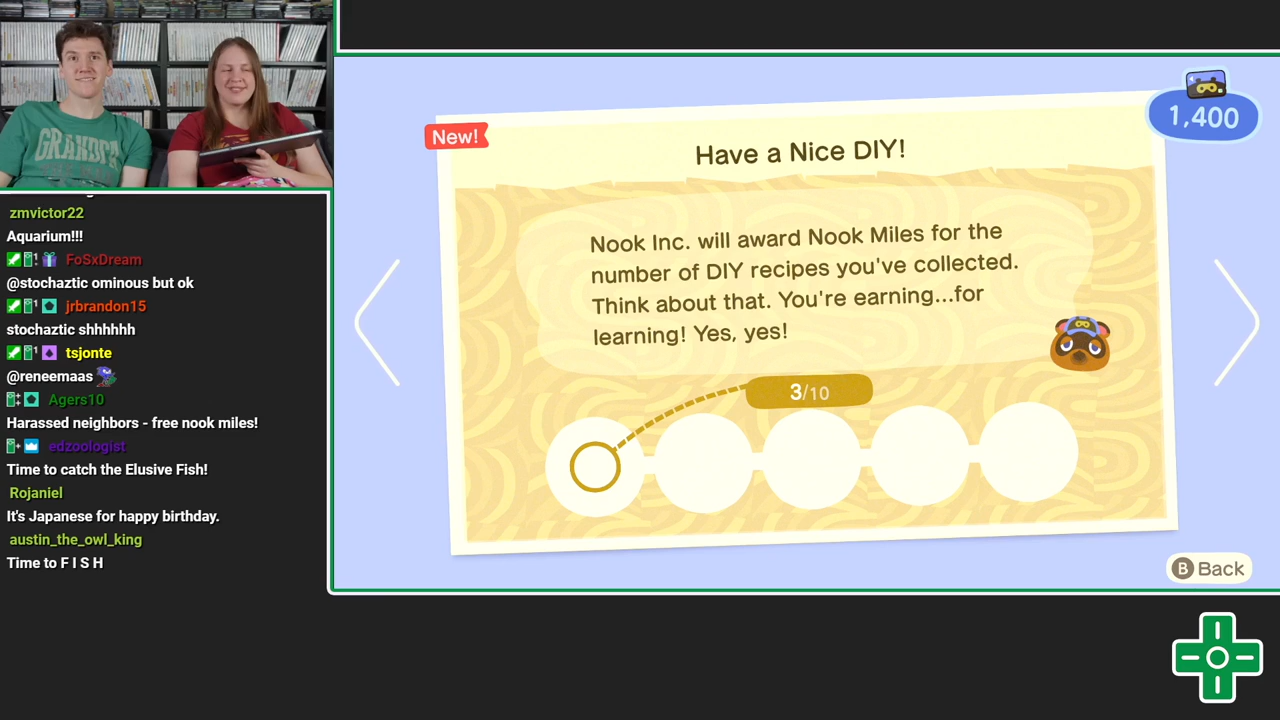 GRANDPA
zmvictor22
Aquarium!!!
FoSxDream
@stochaztic ominous but ok
jrbrandon15
stochaztic shhhhhh
tsjonte
@reneemaas
Agers10
Harassed neighbors - free nook miles!
edzoologist
Time to catch the Elusive Fish!
Rojaniel
It's Japanese for happy birthday.
austin_the_owl_king
Time to F I S H
1,400
New!
Have a Nice DIY!
Nook Inc. will award Nook Miles for the
number of DIY recipes you've collected.
Think about that. You're earning...for
learning! Yes, yes!
3/10
B Back